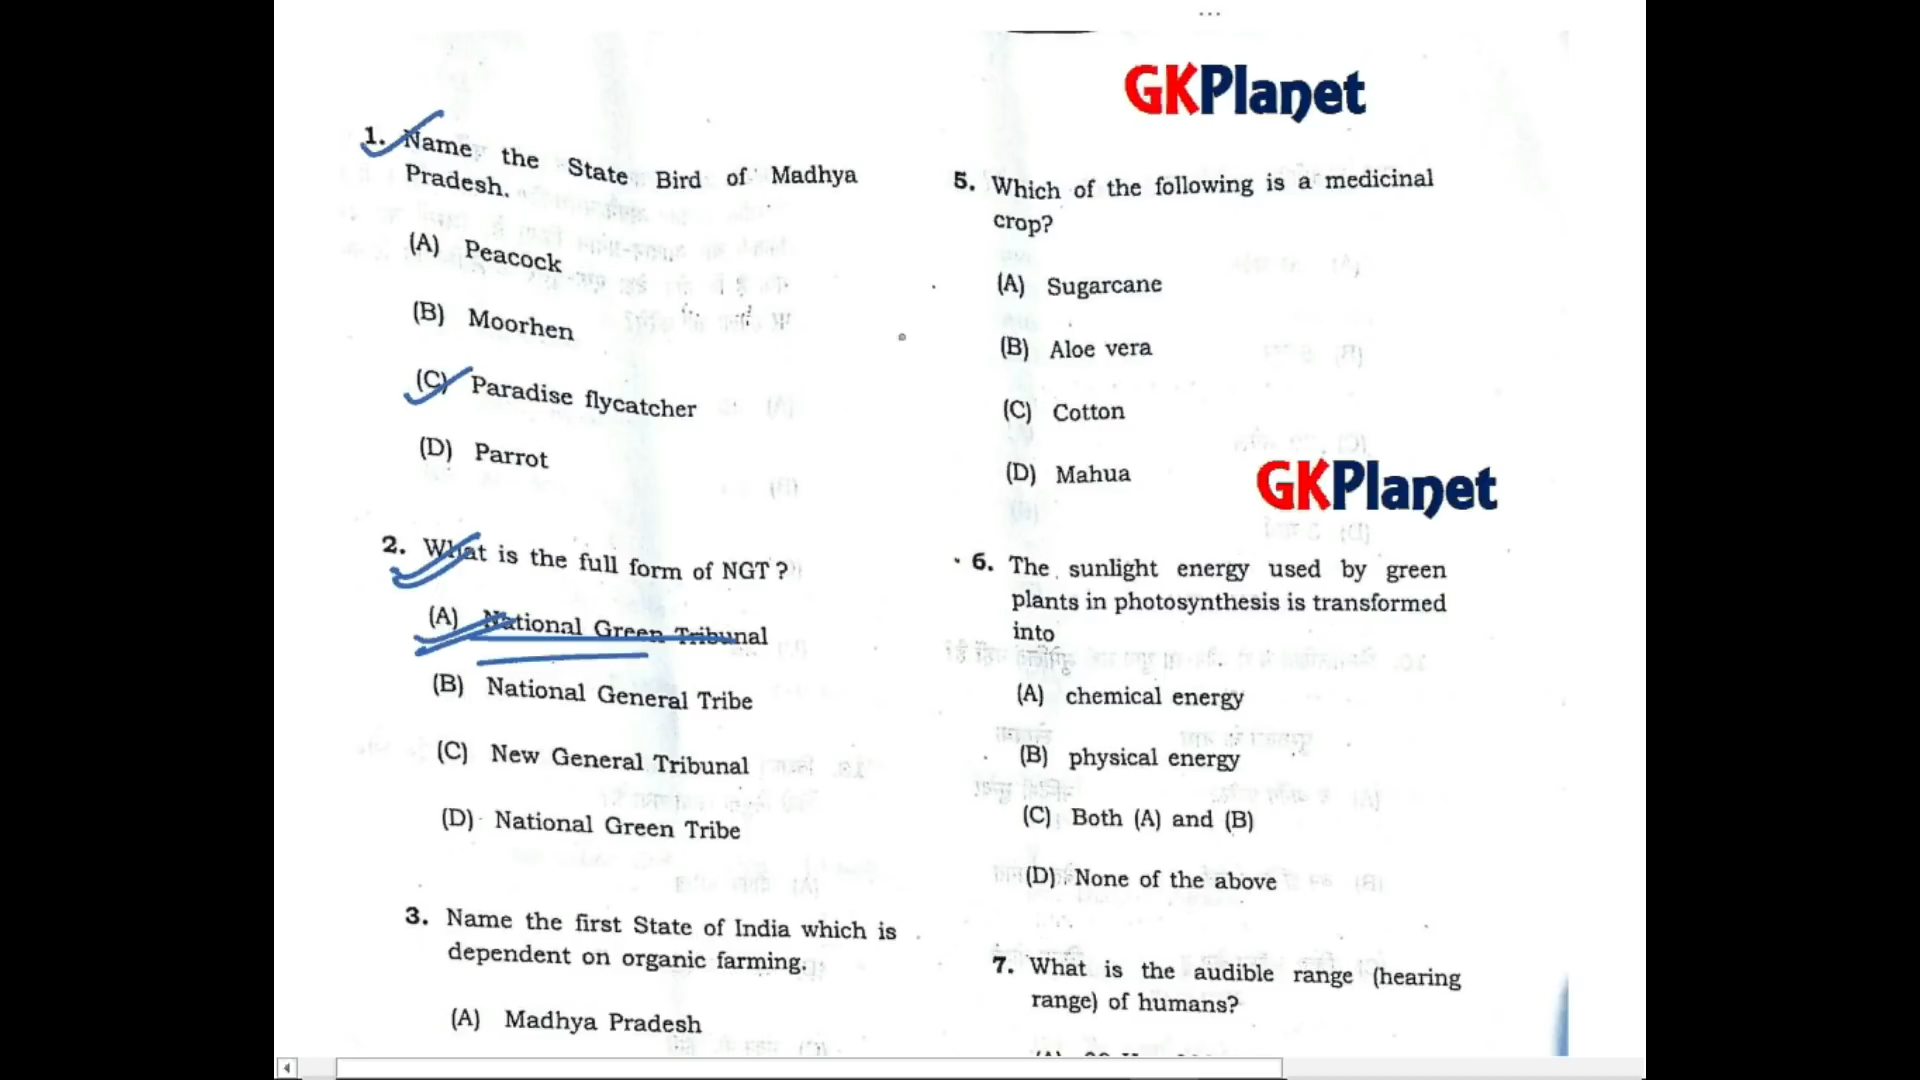 ...
GKPlanet
1. Name the State Bird of Madhya
Pradesh.
(A) Peacock
(B) Moorhen
(C) Paradise flycatcher
(D) Parrot
2. What is the full form of NGT?
(A) National Green Tribunal
(B) National General Tribe
(C) New General Tribunal
(D) National Green Tribe
3. Name the first State of India which is
dependent on organic farming.
(A) Madhya Pradesh
5. Which of the following is a medicinal
crop?
(A) Sugarcane
(B) Aloe vera
(C) Cotton
(D) Mahua
GKPlanet
6. The sunlight energy used by green
plants in photosynthesis is transformed
into
(A) chemical energy
(B) physical energy
(C) Both (A) and (B)
(D) None of the above
7. What is the audible range (hearing
range) of humans?